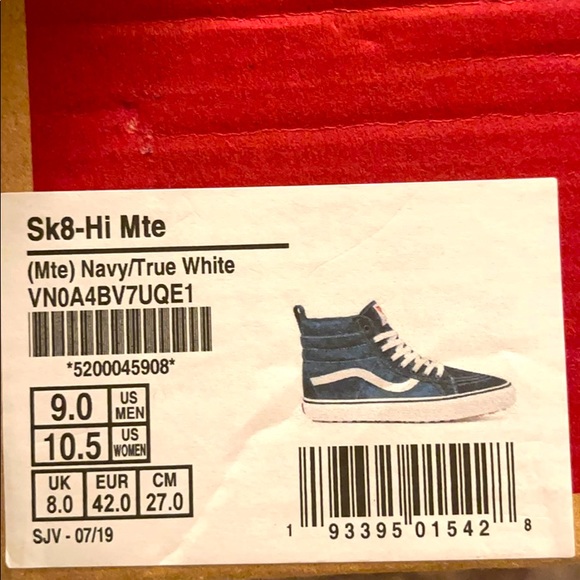 Sk8-Hi Mte
(Mte) Navy/True White
VN0A4BV7UQE1
*5200045908*
9.0 US MEN
10.5 US WOMEN
UK EUR CM
8.0 42.0 27.0
SJV - 07/19
1 93395 01542 8